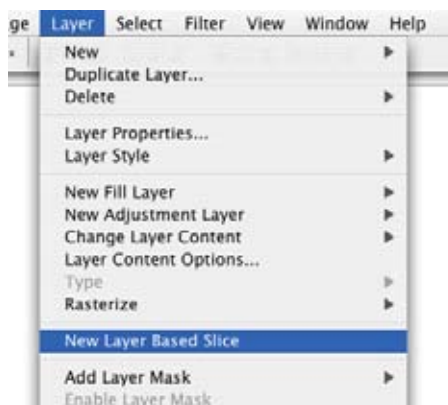 ge Layer Select Filter View Window Help
New
Duplicate Layer...
Delete
Layer Properties...
Layer Style
New Fill Layer
New Adjustment Layer
Change Layer Content
Layer Content Options...
Type
Rasterize
New Layer Based Slice
Add Layer Mask
Enable Layer Mask